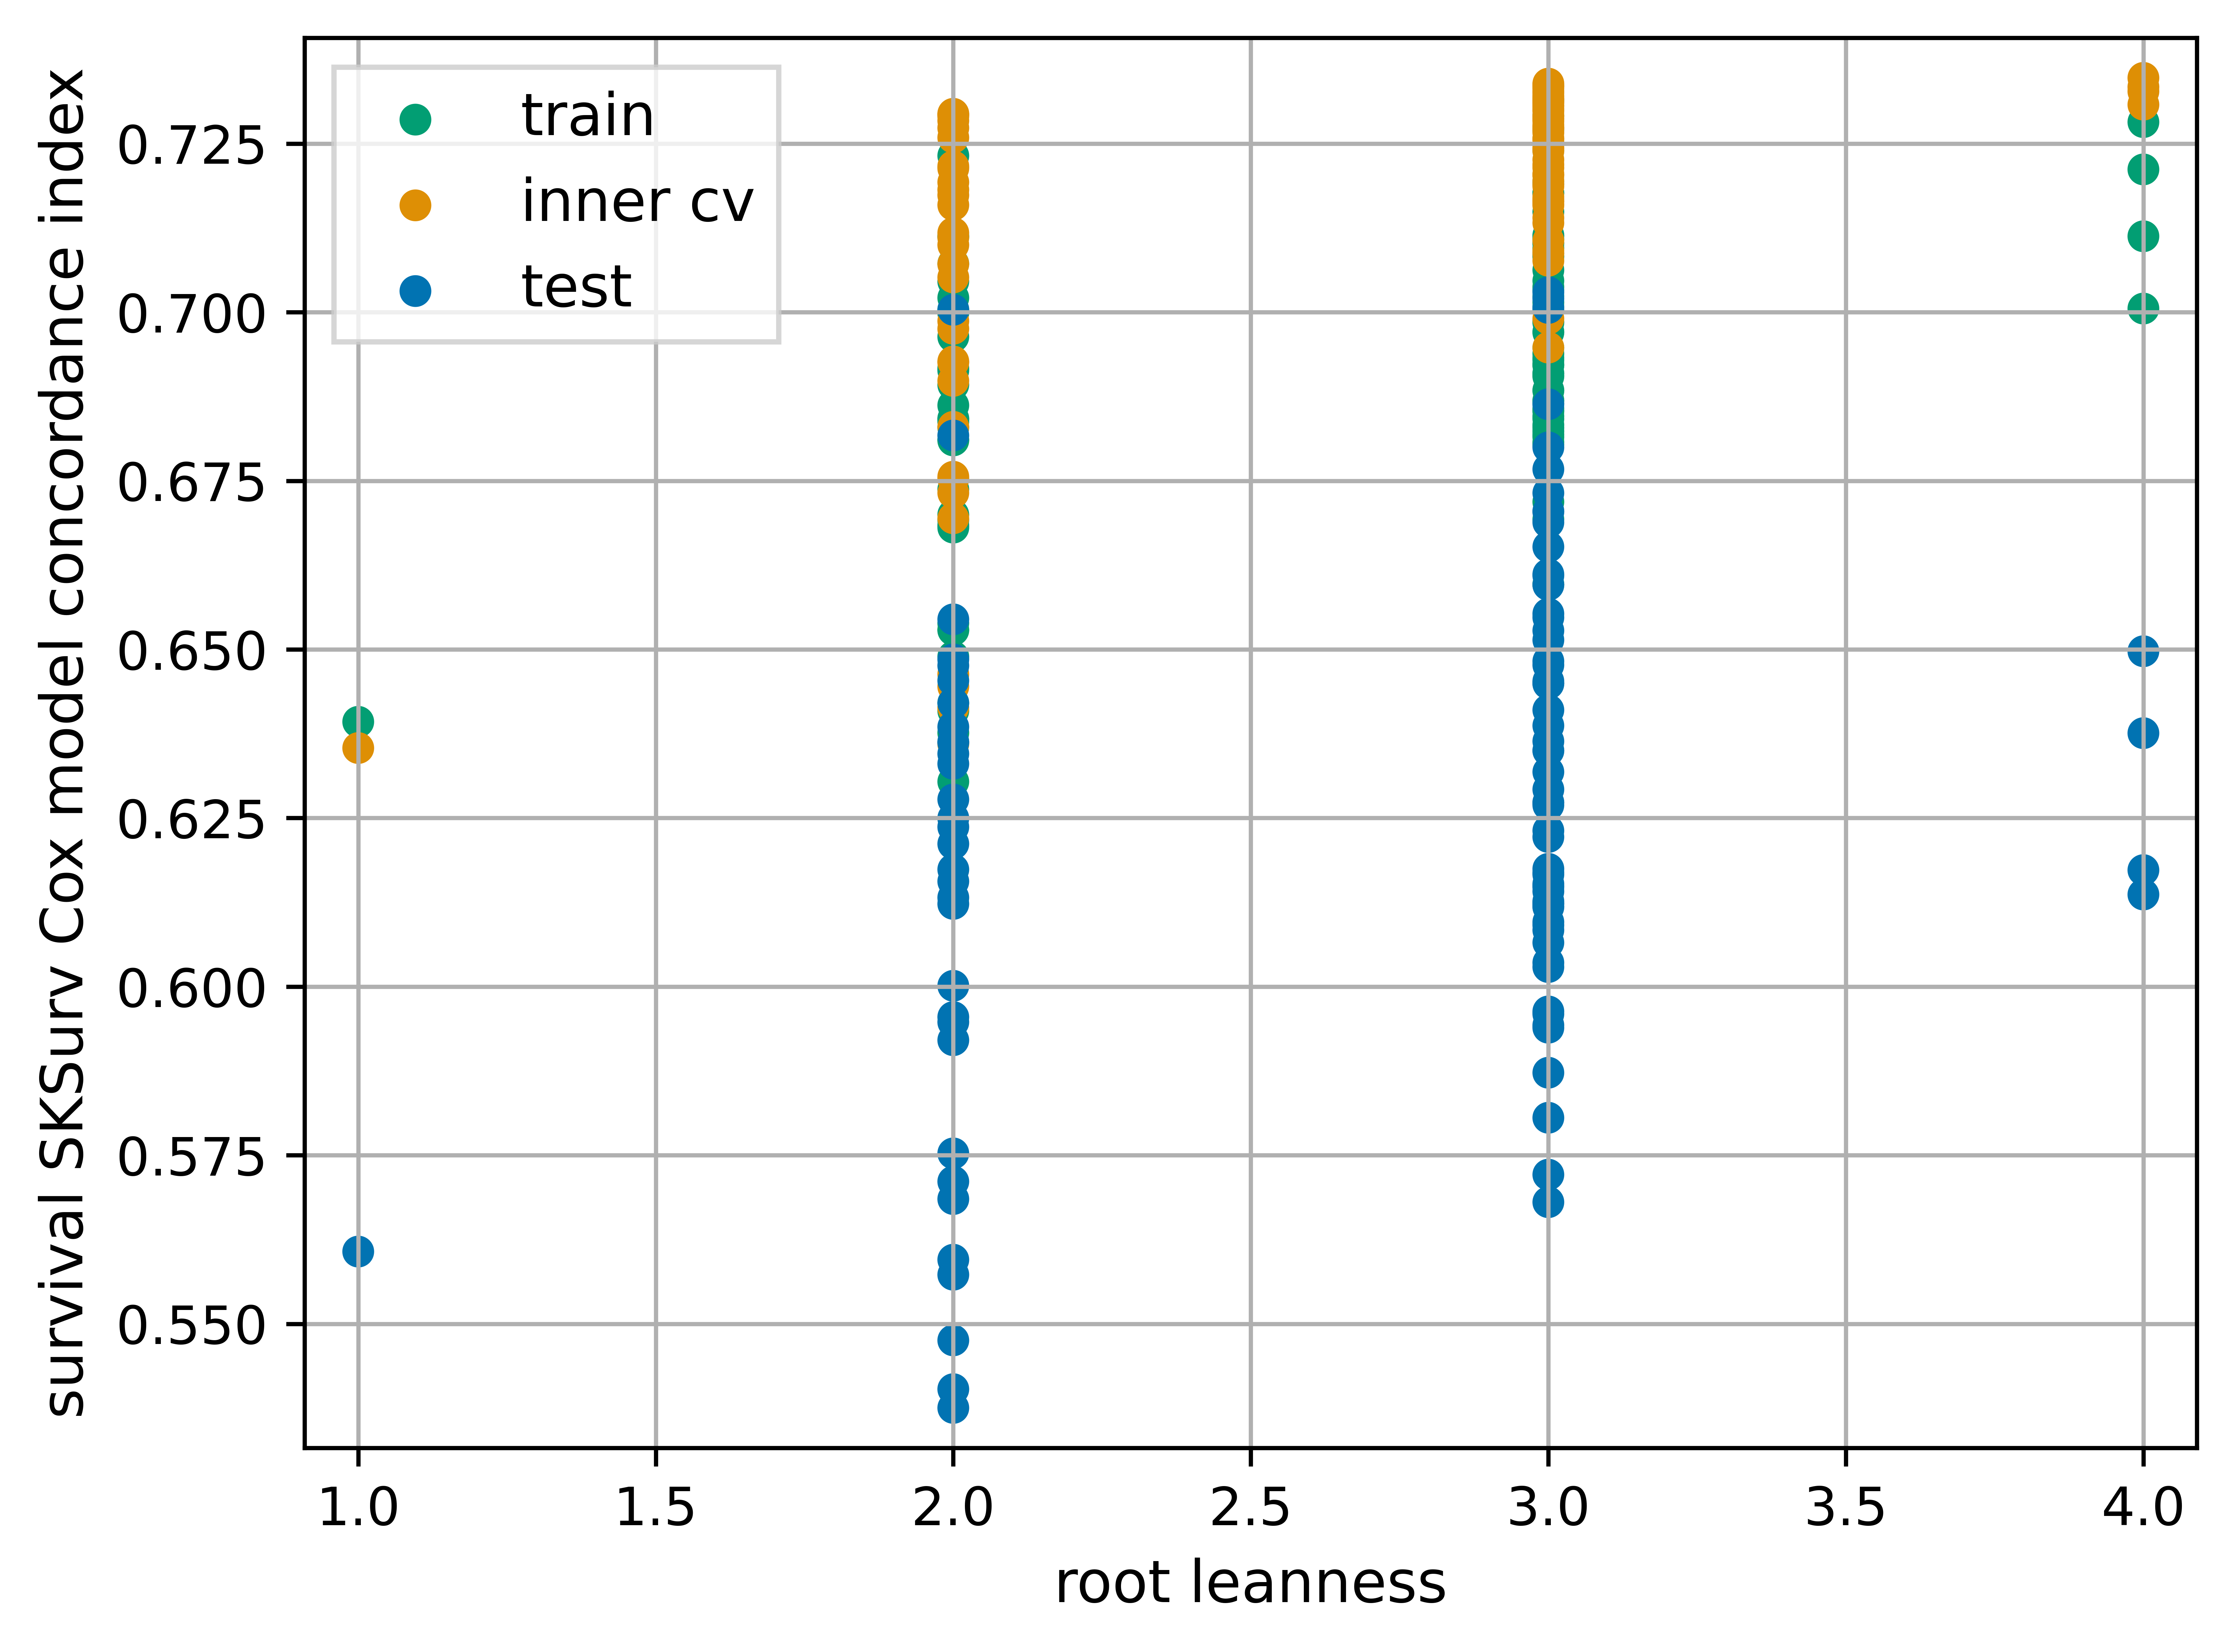 train
inner cv
test
survival SKSurv Cox model concordance index
0.725
0.700
0.675
0.650
0.625
0.600
0.575
0.550
1.0 1.5 2.0 2.5 3.0 3.5 4.0
root leanness